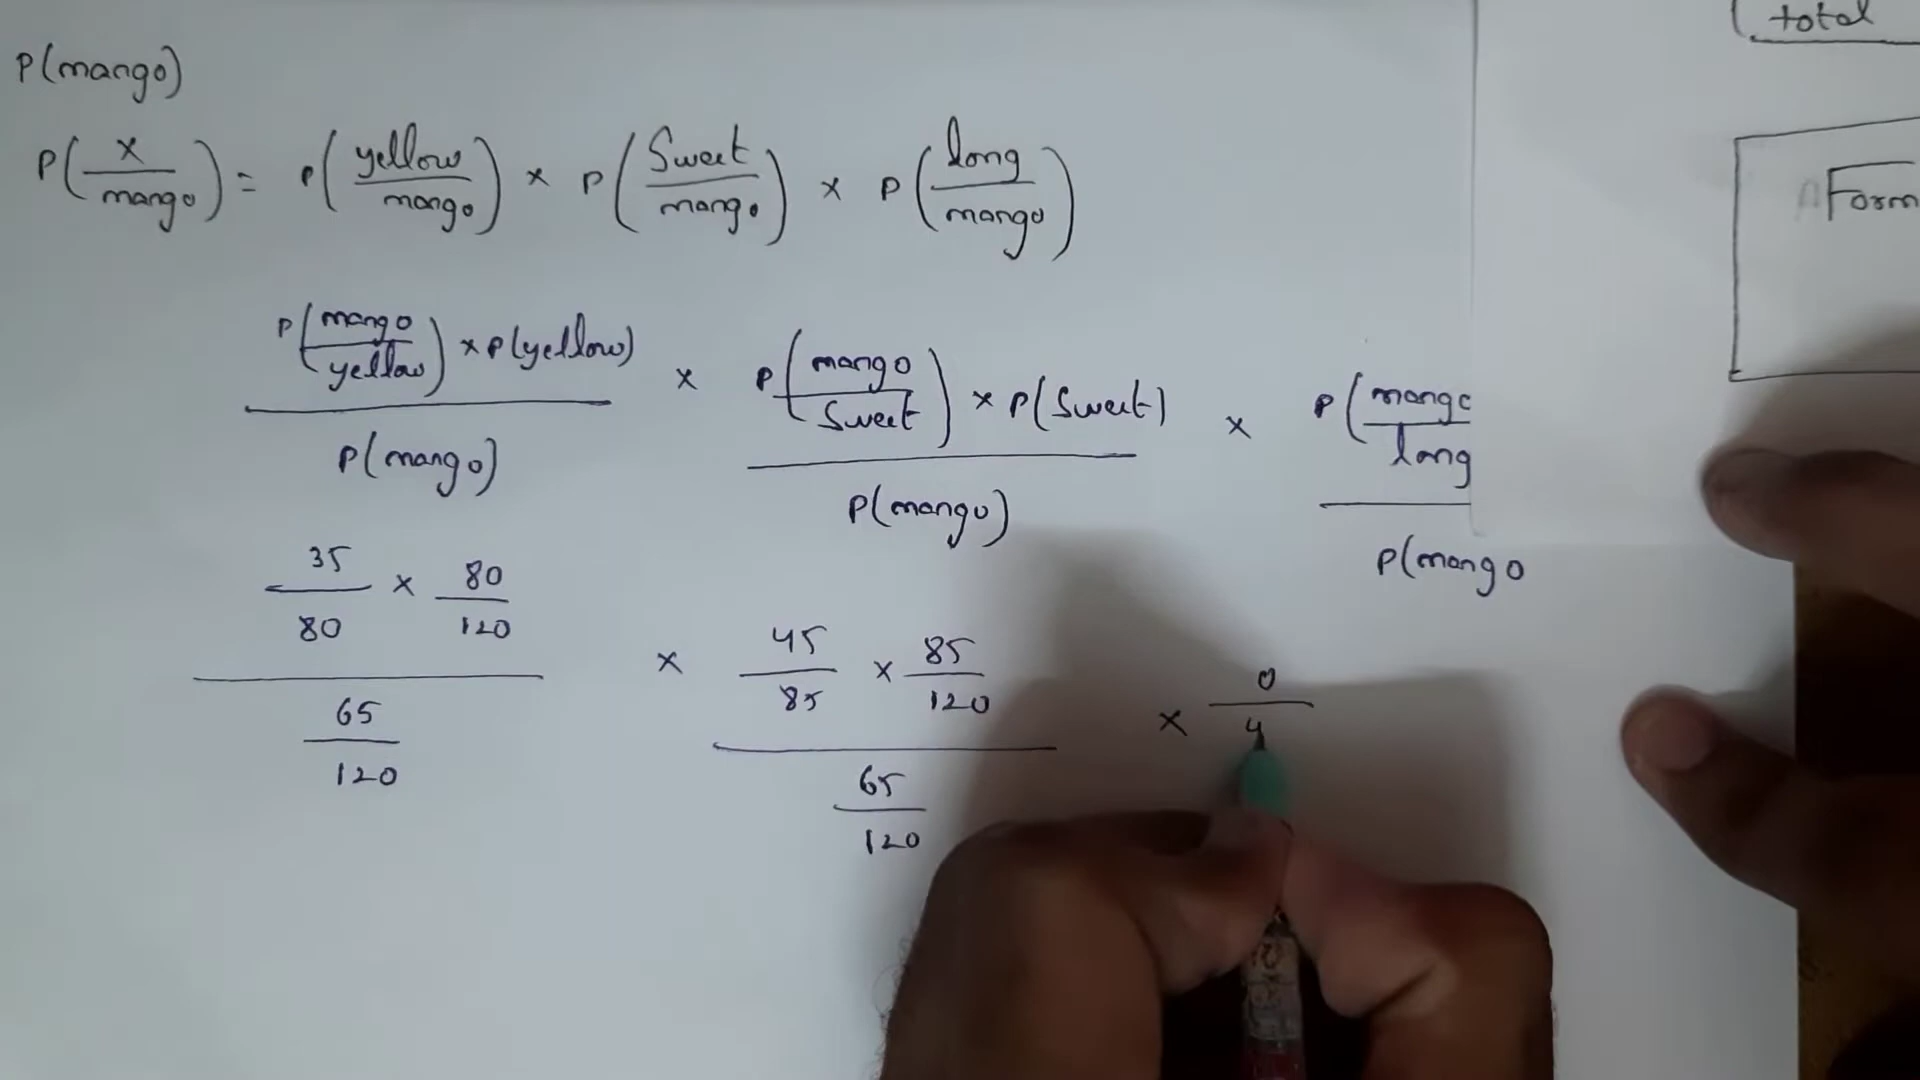 total
P(mango)
P(x/mango) = P(yellow/mango) × P(Sweet/mango) × P(long/mango)
Form
P(mango/yellow) × P(yellow) × P(mango/Sweet) × P(Sweet) × P(mango/long
P(mango) P(mango) P(mango
35/80 × 80/120 × 45/85 × 85/120 × 0/4
65/120 65/120